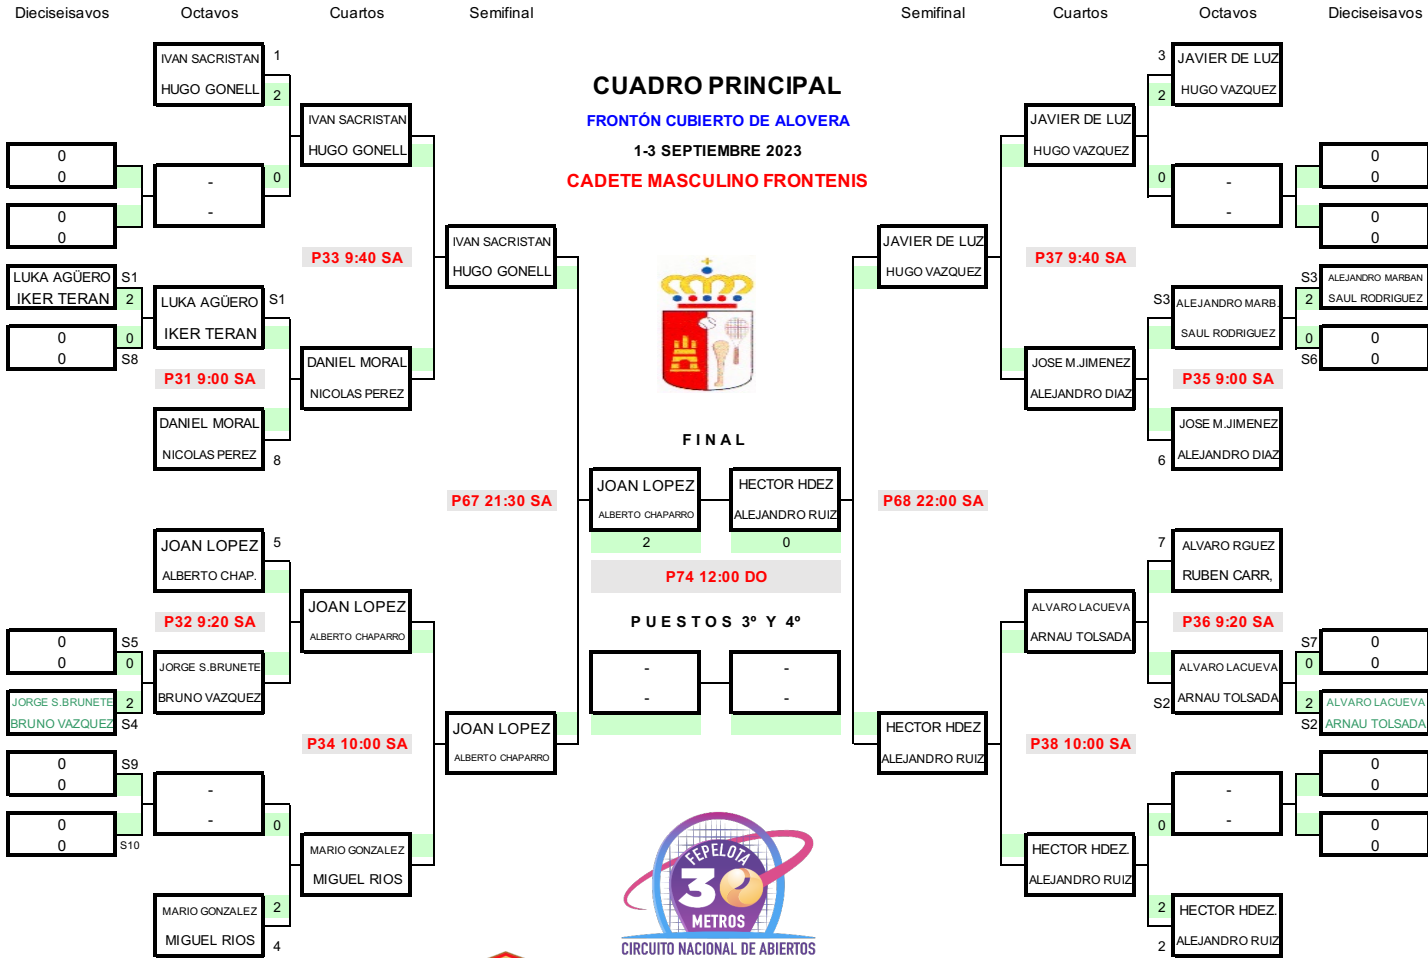 Dieciseisavos Octavos Cuartos Semifinal Semifinal Cuartos Octavos Dieciseisavos
CUADRO PRINCIPAL
FRONTÓN CUBIERTO DE ALOVERA
1-3 SEPTIEMBRE 2023
CADETE MASCULINO FRONTENIS
0
0
0
0
LUKA AGÜERO S1
IKER TERAN 2
0 0
0 S8
0 S5
0 0
JORGE S.BRUNETE 2
BRUNO VAZQUEZ S4
0 S9
0
0
0 S10
IVAN SACRISTAN 1
HUGO GONELL 2
- 0
-
LUKA AGÜERO S1
IKER TERAN
P31 9:00 SA
DANIEL MORAL
NICOLAS PEREZ 8
JOAN LOPEZ 5
ALBERTO CHAP.
P32 9:20 SA
JORGE S.BRUNETE
BRUNO VAZQUEZ
-
- 0
MARIO GONZALEZ 2
MIGUEL RIOS 4
IVAN SACRISTAN
HUGO GONELL
P33 9:40 SA
DANIEL MORAL
NICOLAS PEREZ
JOAN LOPEZ
ALBERTO CHAPARRO
P34 10:00 SA
MARIO GONZALEZ
MIGUEL RIOS
IVAN SACRISTAN
HUGO GONELL
P67 21:30 SA
JOAN LOPEZ
ALBERTO CHAPARRO
FINAL
JOAN LOPEZ HECTOR HDEZ
ALBERTO CHAPARRO ALEJANDRO RUIZ
2 0
P74 12:00 DO
PUESTOS 3º Y 4º
- -
- -
FEPELOTA
30
METROS
CIRCUITO NACIONAL DE ABIERTOS
JAVIER DE LUZ
HUGO VAZQUEZ
P68 22:00 SA
HECTOR HDEZ
ALEJANDRO RUIZ
JAVIER DE LUZ
HUGO VAZQUEZ
P37 9:40 SA
JOSE M.JIMENEZ
ALEJANDRO DIAZ
ALVARO LACUEVA
ARNAU TOLSADA
P38 10:00 SA
HECTOR HDEZ.
ALEJANDRO RUIZ
3 JAVIER DE LUZ
2 HUGO VAZQUEZ
0 -
-
S3 ALEJANDRO MARB.
SAUL RODRIGUEZ
P35 9:00 SA
JOSE M.JIMENEZ
6 ALEJANDRO DIAZ
7 ALVARO RGUEZ
RUBEN CARR,
P36 9:20 SA
ALVARO LACUEVA
S2 ARNAU TOLSADA
-
0 -
2 HECTOR HDEZ.
2 ALEJANDRO RUIZ
0
0
0
0
S3 ALEJANDRO MARBAN
2 SAUL RODRIGUEZ
0 0
S6 0
S7 0
0 0
2 ALVARO LACUEVA
S2 ARNAU TOLSADA
0
0
0
0